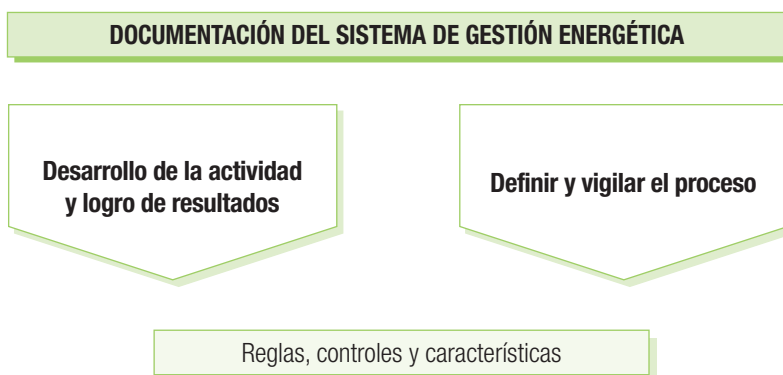 DOCUMENTACIÓN DEL SISTEMA DE GESTIÓN ENERGÉTICA
Desarrollo de la actividad
y logro de resultados
Definir y vigilar el proceso
Reglas, controles y características